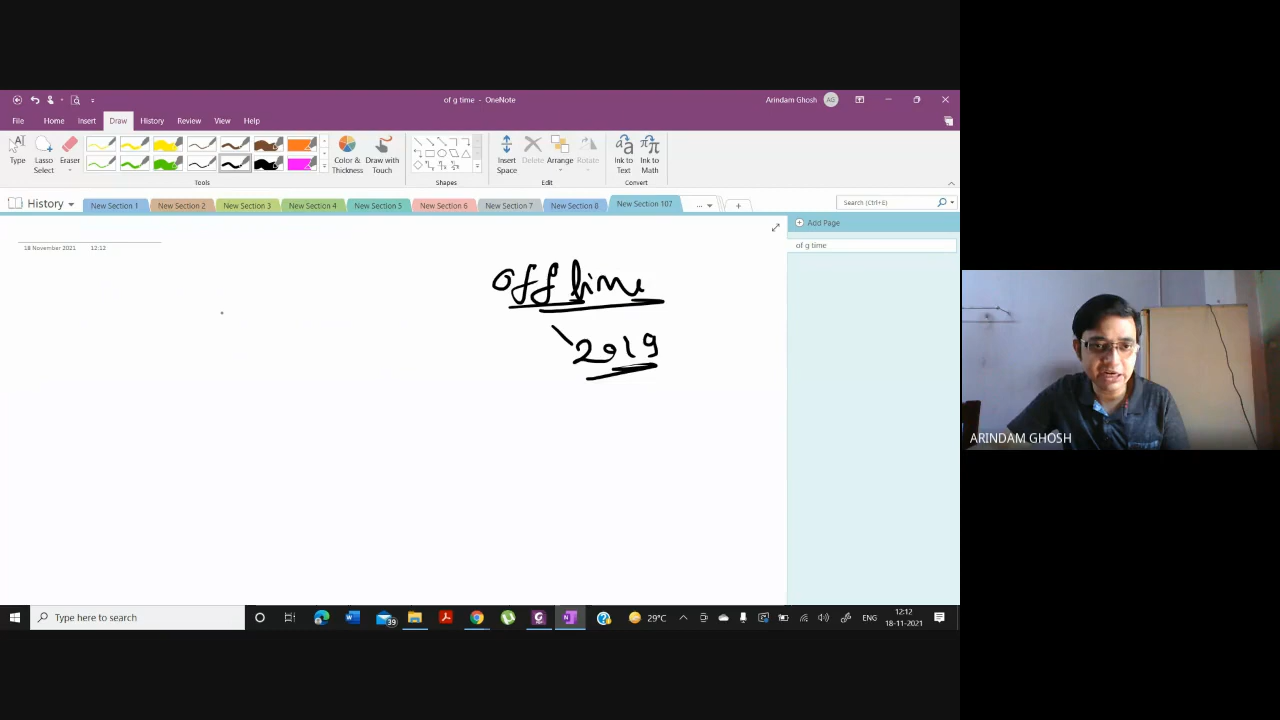 of g time - OneNote
Arindam Ghosh
AG
File Home Insert Draw History Review View Help
Type
Lasso Select
Eraser
Color & Thickness
Draw with Touch
Insert Space
Delete
Arrange
Rotate
Ink to Text
Ink to Math
Tools
Shapes
Edit
Convert
History
New Section 1
New Section 2
New Section 3
New Section 4
New Section 5
New Section 6
New Section 7
New Section 8
New Section 107
...
Search (Ctrl+E)
Add Page
of g time
18 November 2021 12:12
offline
2019
ARINDAM GHOSH
Type here to search
39
29°C
ENG
12:12
18-11-2021